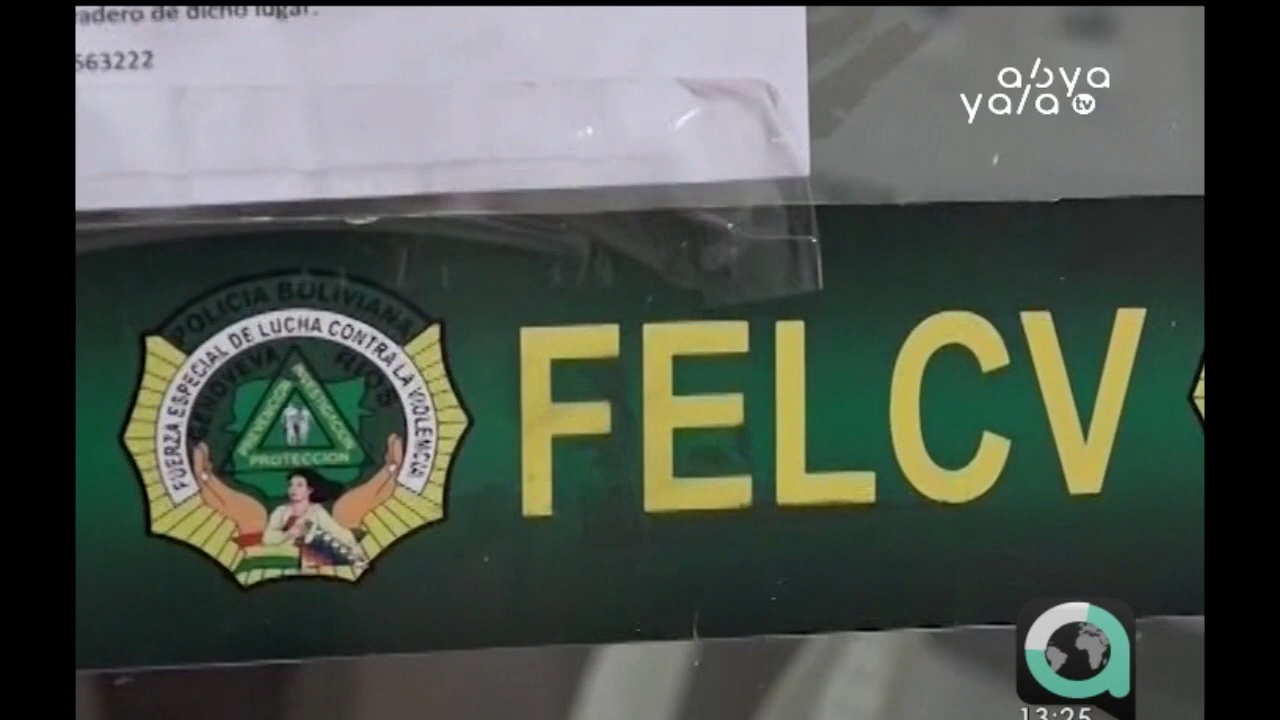 adero de dicho lugar.
563222
abya
yala tv
POLICIA BOLIVIANA
FUERZA ESPECIAL DE LUCHA CONTRA LA VIOLENCIA
GENOVEVA RIOS
PREVENCION
PROTECCION
FELCV
13:25